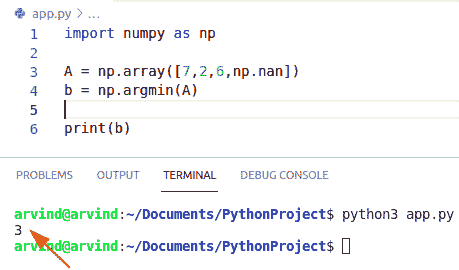 app.py > ...
1 import numpy as np
2
3 A = np.array([7,2,6,np.nan])
4 b = np.argmin(A)
5
6 print(b)
PROBLEMS OUTPUT TERMINAL DEBUG CONSOLE
arvind@arvind:~/Documents/PythonProject$ python3 app.py
3
arvind@arvind:~/Documents/PythonProject$